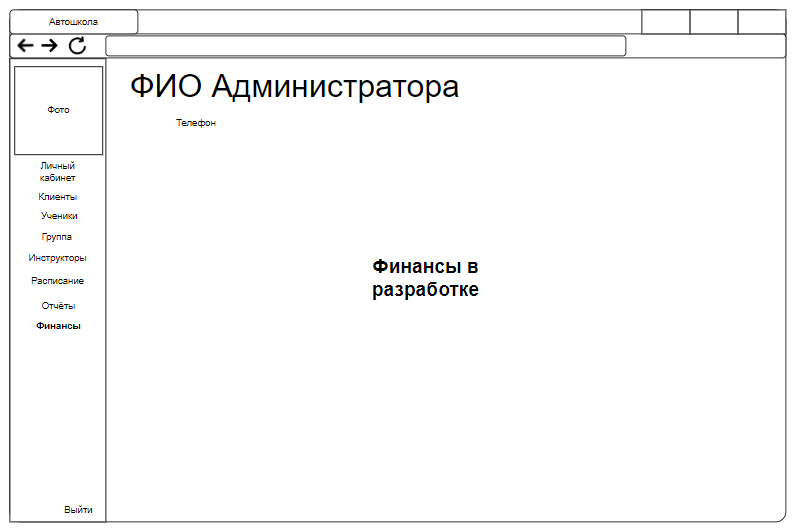 Автошкола
Фото
ФИО Администратора
Телефон
Личный
кабинет
Клиенты
Ученики
Группа
Инструкторы
Расписание
Отчёты
Финансы
Финансы в
разработке
Выйти